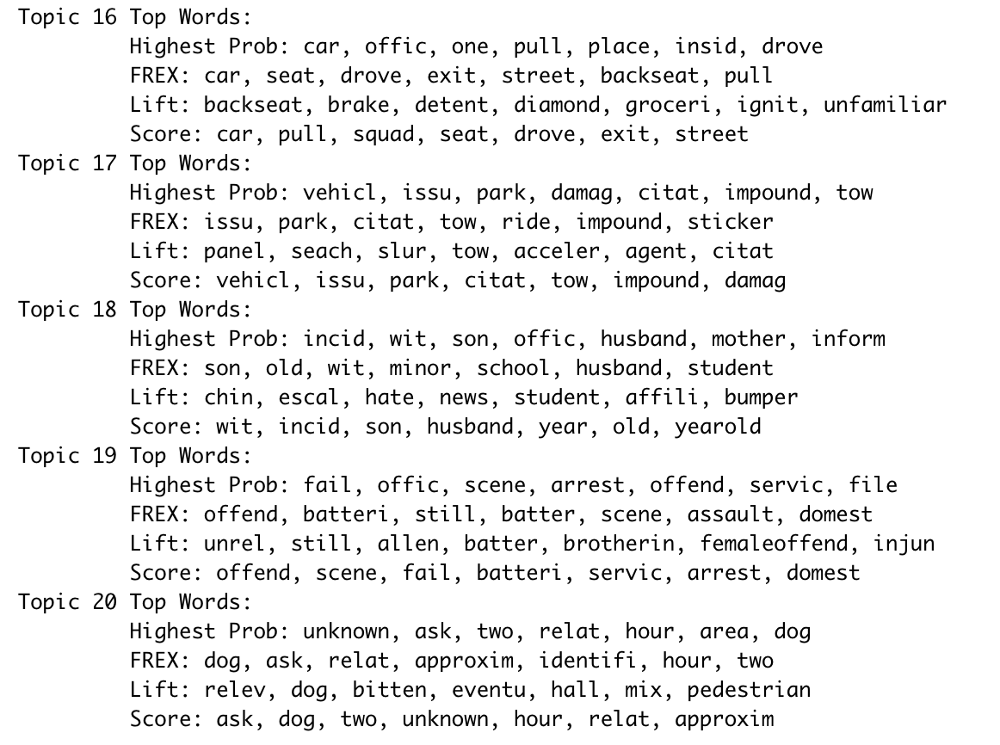 Topic 16 Top Words:
Highest Prob: car, offic, one, pull, place, insid, drove
FREX: car, seat, drove, exit, street, backseat, pull
Lift: backseat, brake, detent, diamond, groceri, ignit, unfamiliar
Score: car, pull, squad, seat, drove, exit, street
Topic 17 Top Words:
Highest Prob: vehicl, issu, park, damag, citat, impound, tow
FREX: issu, park, citat, tow, ride, impound, sticker
Lift: panel, seach, slur, tow, acceler, agent, citat
Score: vehicl, issu, park, citat, tow, impound, damag
Topic 18 Top Words:
Highest Prob: incid, wit, son, offic, husband, mother, inform
FREX: son, old, wit, minor, school, husband, student
Lift: chin, escal, hate, news, student, affili, bumper
Score: wit, incid, son, husband, year, old, yearold
Topic 19 Top Words:
Highest Prob: fail, offic, scene, arrest, offend, servic, file
FREX: offend, batteri, still, batter, scene, assault, domest
Lift: unrel, still, allen, batter, brotherin, femaleoffend, injun
Score: offend, scene, fail, batteri, servic, arrest, domest
Topic 20 Top Words:
Highest Prob: unknown, ask, two, relat, hour, area, dog
FREX: dog, ask, relat, approxim, identifi, hour, two
Lift: relev, dog, bitten, eventu, hall, mix, pedestrian
Score: ask, dog, two, unknown, hour, relat, approxim